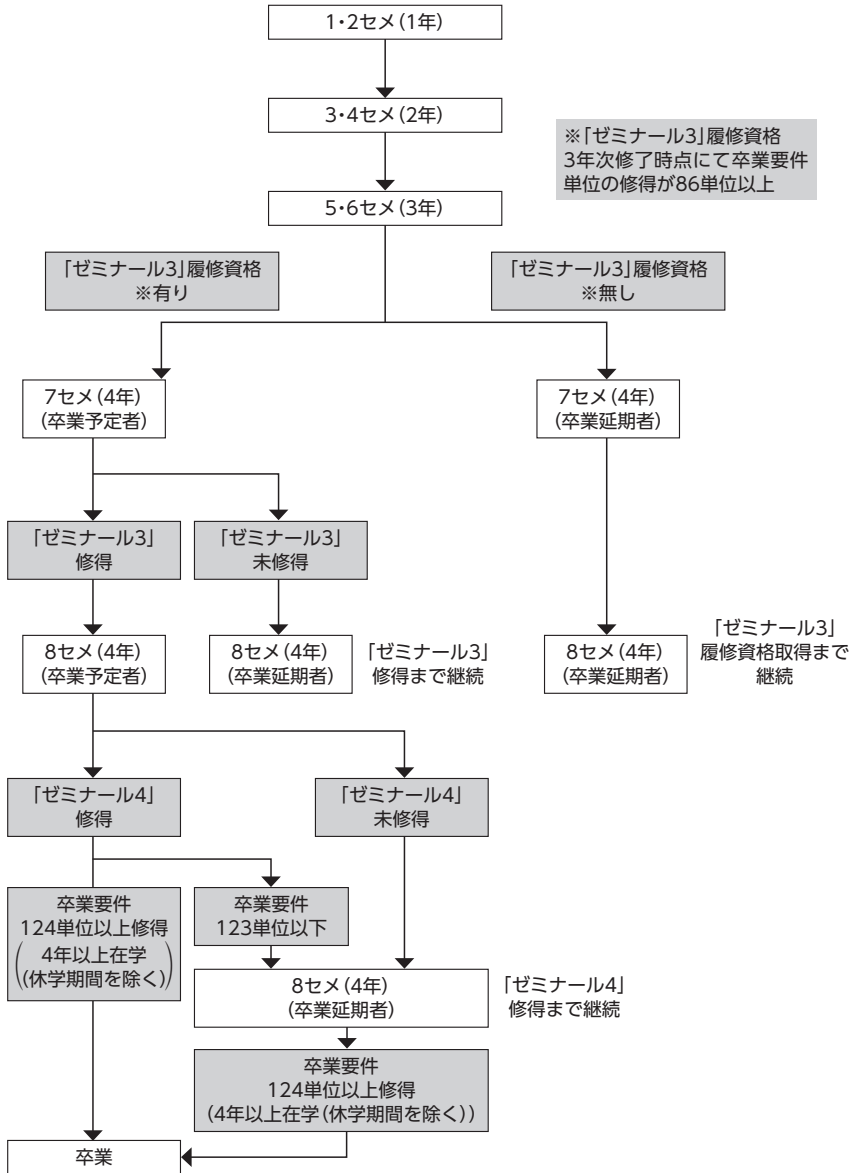 1・2セメ(1年)
3・4セメ(2年)
※「ゼミナール3」履修資格
3年次修了時点にて卒業要件
単位の修得が86単位以上
5・6セメ(3年)
「ゼミナール3」履修資格
※有り
「ゼミナール3」履修資格
※無し
7セメ(4年)
(卒業予定者)
7セメ(4年)
(卒業延期者)
「ゼミナール3」
修得
「ゼミナール3」
未修得
8セメ(4年)
(卒業予定者)
8セメ(4年)
(卒業延期者)
「ゼミナール3」
修得まで継続
8セメ(4年)
(卒業延期者)
「ゼミナール3」
履修資格取得まで
継続
「ゼミナール4」
修得
「ゼミナール4」
未修得
卒業要件
124単位以上修得
(4年以上在学
(休学期間を除く))
卒業要件
123単位以下
8セメ(4年)
(卒業延期者)
「ゼミナール4」
修得まで継続
卒業要件
124単位以上修得
(4年以上在学(休学期間を除く))
卒業